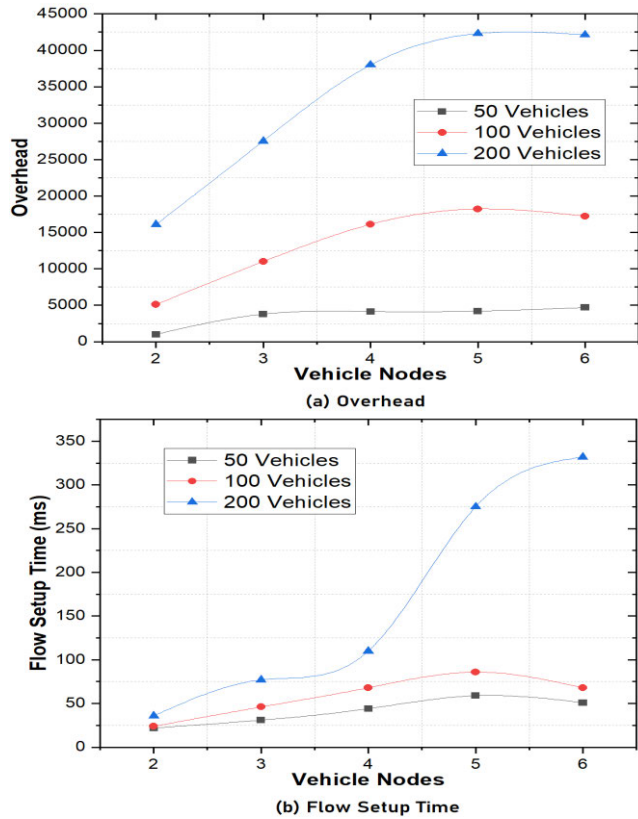 45000
40000
35000
30000
25000
20000
15000
10000
5000
0
Overhead
50 Vehicles
100 Vehicles
200 Vehicles
2 3 4 5 6
Vehicle Nodes
(a) Overhead
350
300
250
200
150
100
50
0
Flow Setup Time (ms)
50 Vehicles
100 Vehicles
200 Vehicles
2 3 4 5 6
Vehicle Nodes
(b) Flow Setup Time